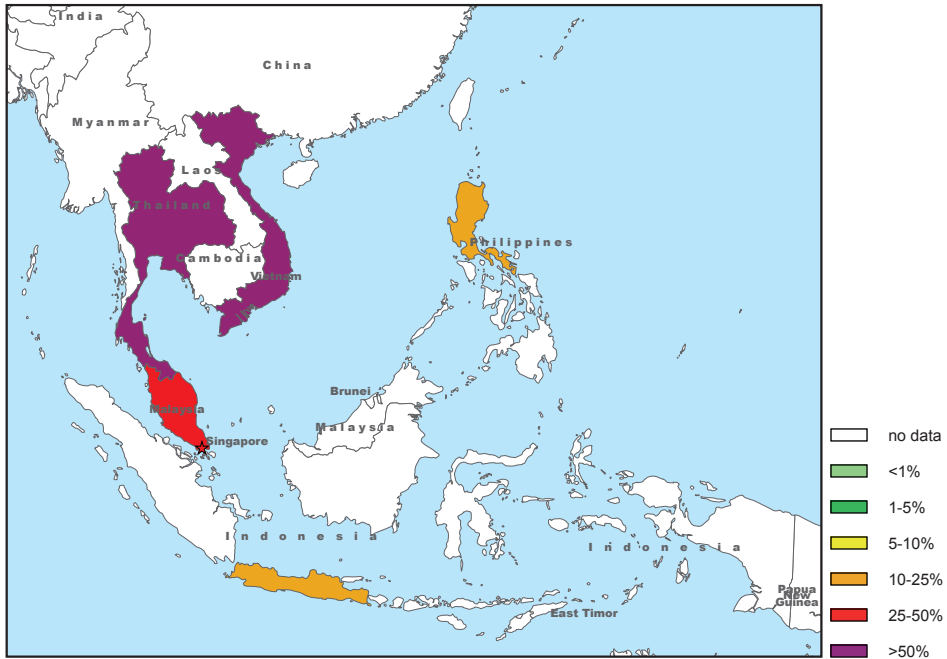 India
China
Myanmar
Laos
Thailand
Philippines
Cambodia
Vietnam
Brunei
Malaysia
Malaysia
Singapore
Indonesia
Indonesia
Papua
New
Guinea
East Timor
no data
<1%
1-5%
5-10%
10-25%
25-50%
>50%